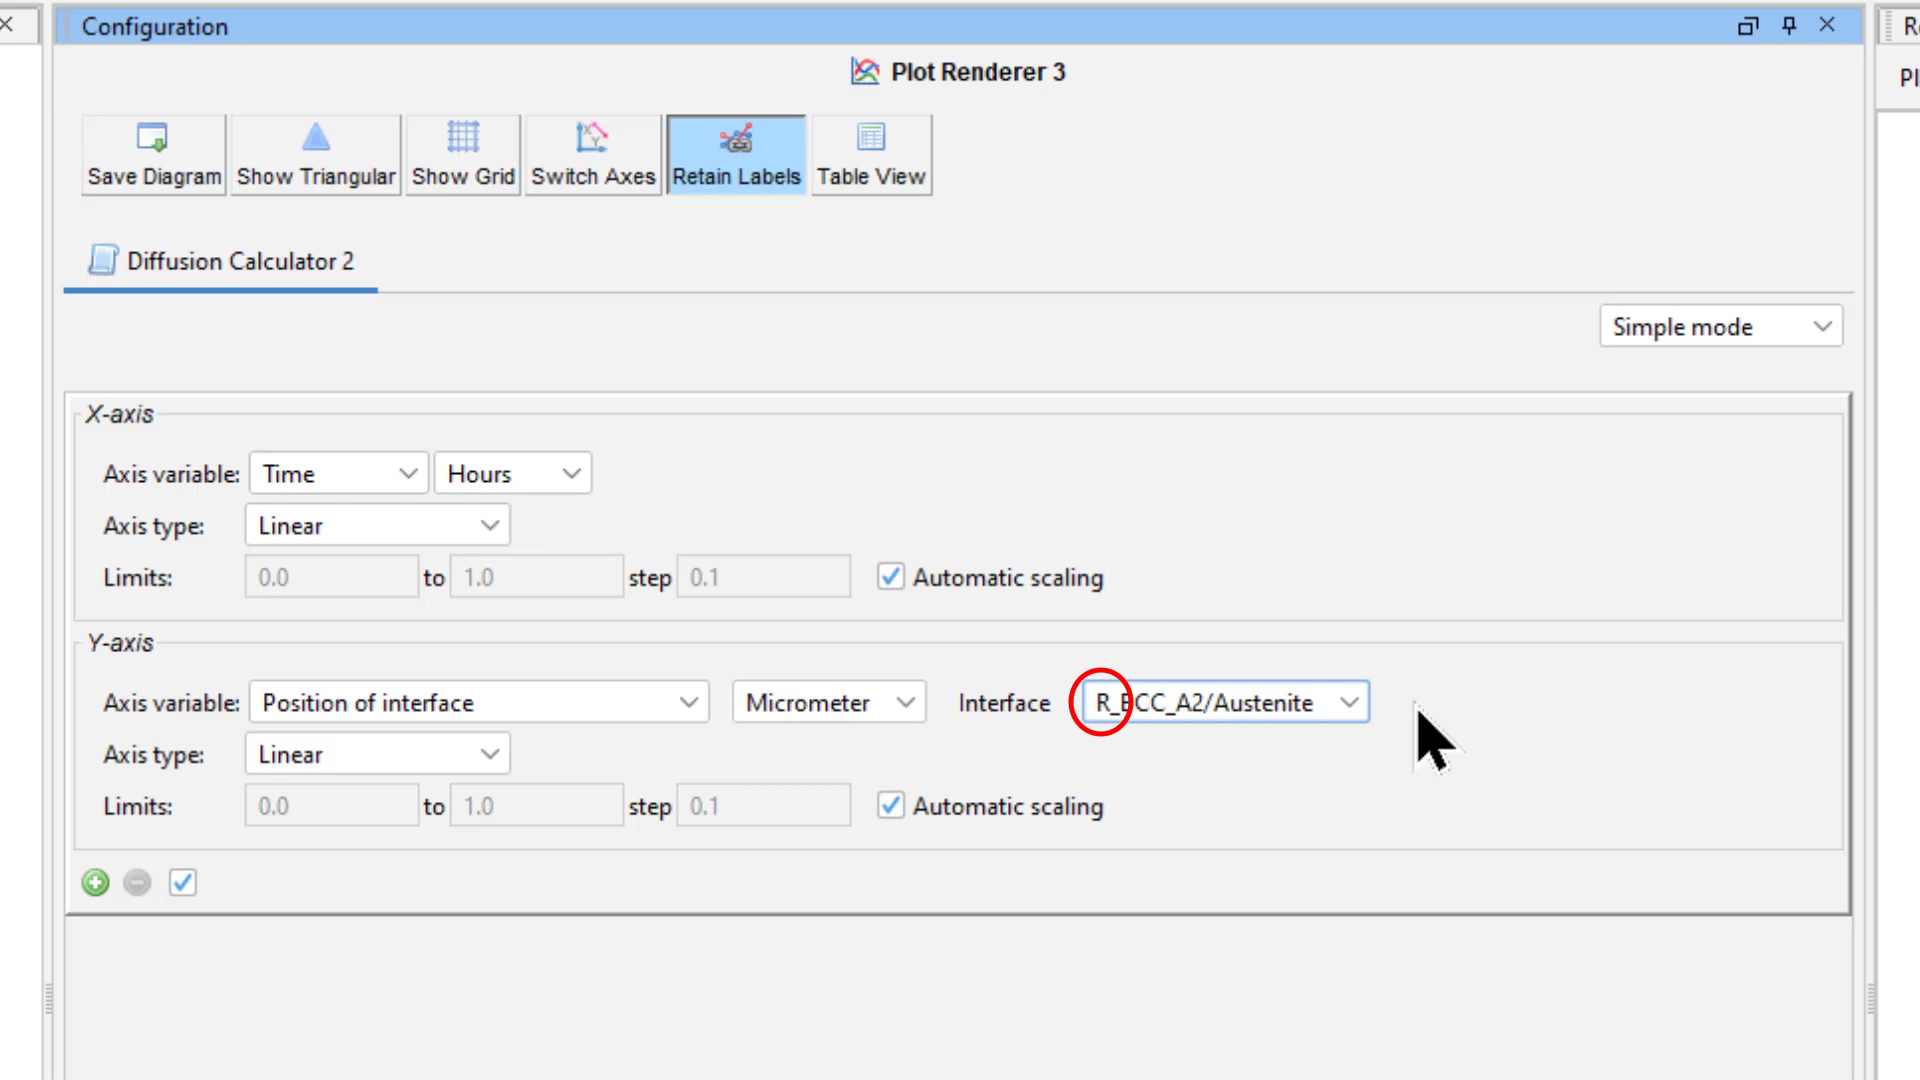 Configuration
Plot Renderer 3
Save Diagram Show Triangular Show Grid Switch Axes Retain Labels Table View
Diffusion Calculator 2
Simple mode
X-axis
Axis variable: Time Hours
Axis type: Linear
Limits: 0.0 to 1.0 step 0.1 Automatic scaling
Y-axis
Axis variable: Position of interface Micrometer Interface R_BCC_A2/Austenite
Axis type: Linear
Limits: 0.0 to 1.0 step 0.1 Automatic scaling